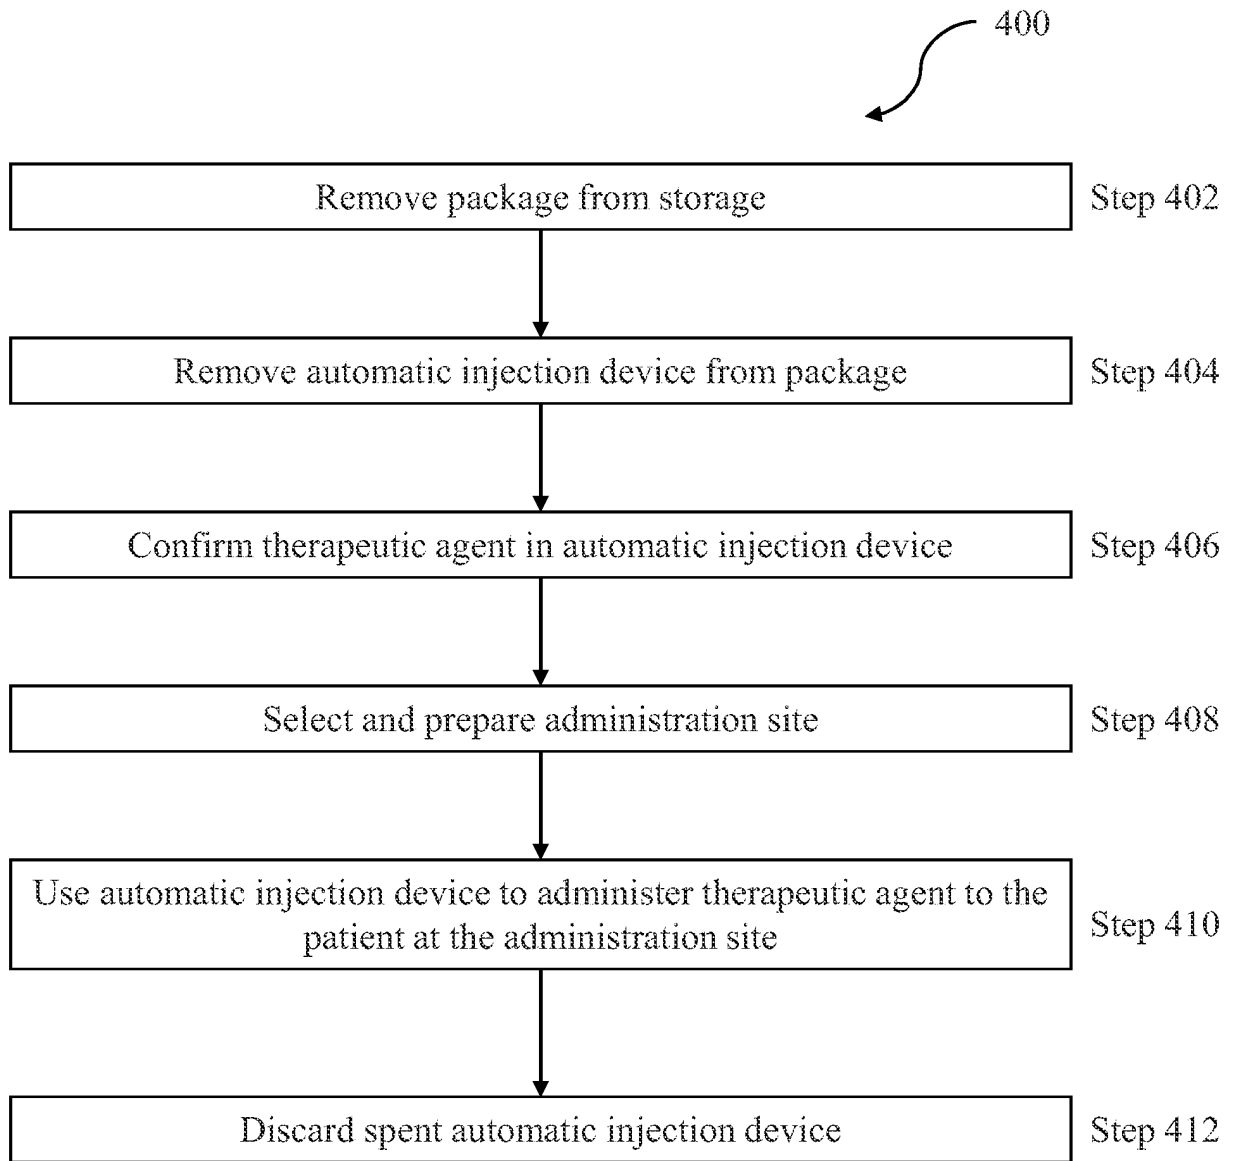 400
Remove package from storage
Step 402
Remove automatic injection device from package
Step 404
Confirm therapeutic agent in automatic injection device
Step 406
Select and prepare administration site
Step 408
Use automatic injection device to administer therapeutic agent to the
patient at the administration site
Step 410
Discard spent automatic injection device
Step 412